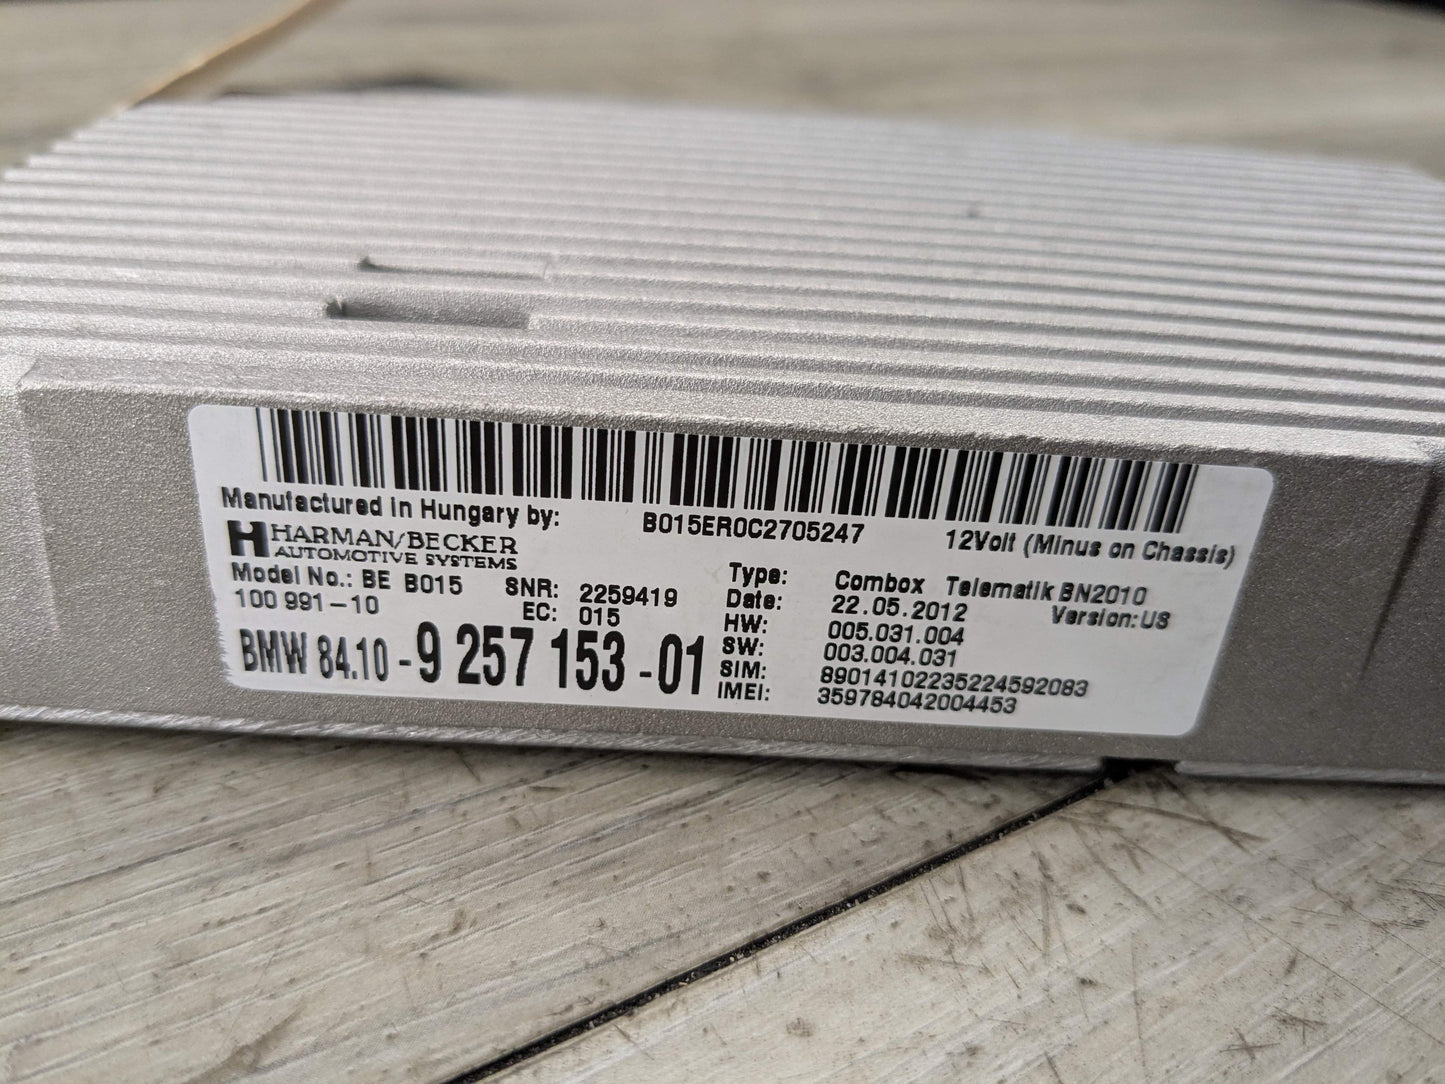 Manufactured in Hungary by:
B015ER0C2705247
12Volt (Minus on Chassis)
HARMAN/BECKER
AUTOMOTIVE SYSTEMS
Model No.: BE B015 SNR: 2259419
100 991-10 EC: 015
BMW 84.10 - 9 257 153 - 01
Type: Combox Telematik BN2010
Date: 22.05.2012 Version: US
HW: 005.031.004
SW: 003.004.031
SIM: 89014102235224592083
IMEI: 359784042004453